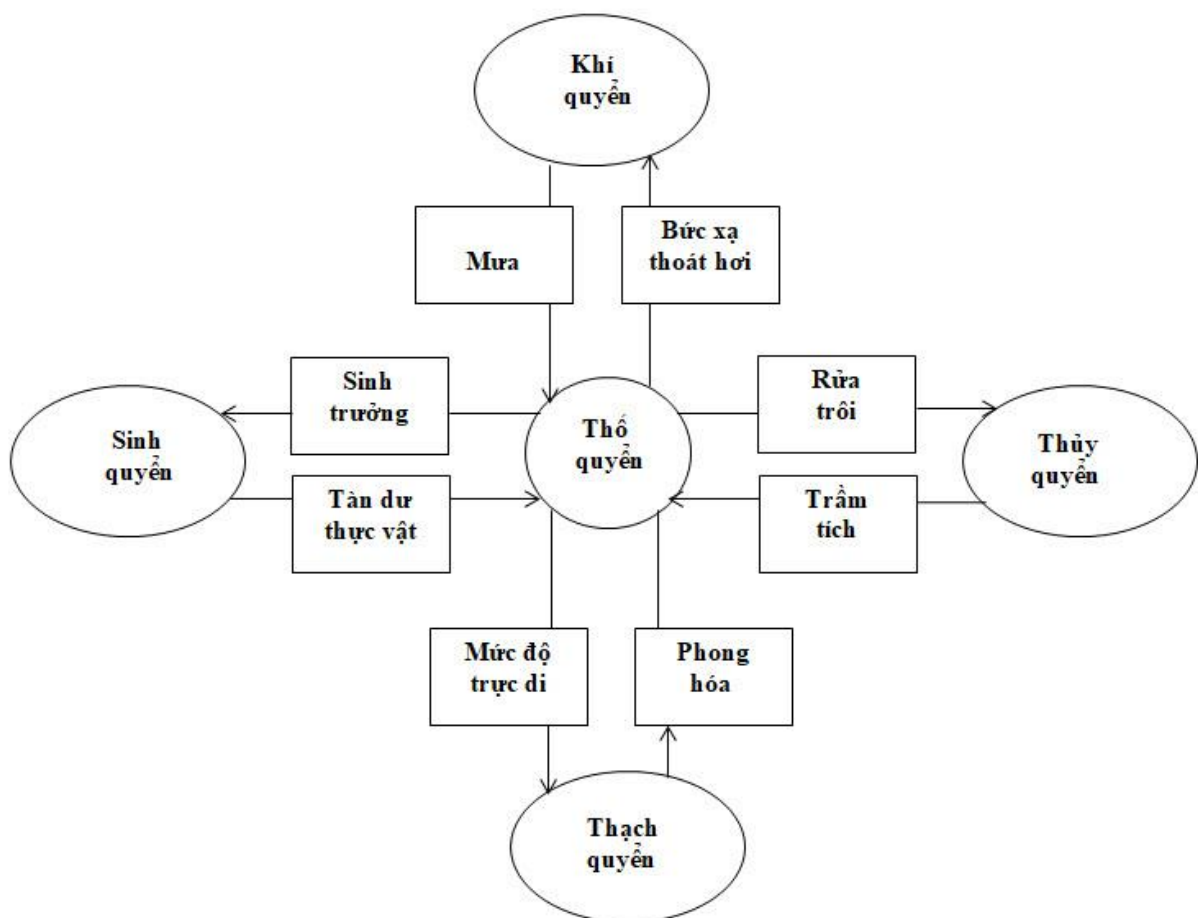 Khí
quyển
Mưa
Bức xạ
thoát hơi
Sinh
trưởng
Rửa
trôi
Sinh
quyển
Thố
quyển
Thủy
quyển
Tàn dư
thực vật
Trầm
tích
Mức độ
trực di
Phong
hóa
Thạch
quyển